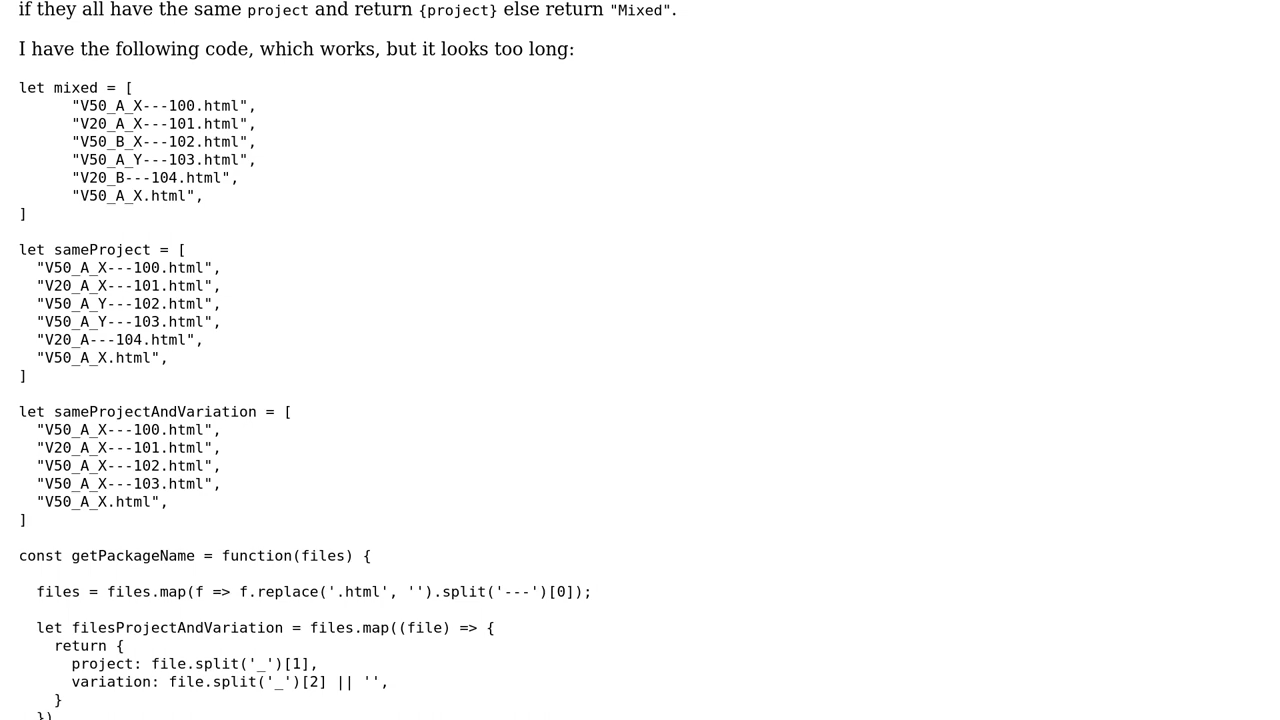 if they all have the same project and return {project} else return "Mixed".
I have the following code, which works, but it looks too long:
let mixed = [
      "V50_A_X---100.html",
      "V20_A_X---101.html",
      "V50_B_X---102.html",
      "V50_A_Y---103.html",
      "V20_B---104.html",
      "V50_A_X.html",
]
let sameProject = [
  "V50_A_X---100.html",
  "V20_A_X---101.html",
  "V50_A_Y---102.html",
  "V50_A_Y---103.html",
  "V20_A---104.html",
  "V50_A_X.html",
]
let sameProjectAndVariation = [
  "V50_A_X---100.html",
  "V20_A_X---101.html",
  "V50_A_X---102.html",
  "V50_A_X---103.html",
  "V50_A_X.html",
]
const getPackageName = function(files) {
  files = files.map(f => f.replace('.html', '').split('---')[0]);
  let filesProjectAndVariation = files.map((file) => {
    return {
      project: file.split('_')[1],
      variation: file.split('_')[2] || '',
    }
  })